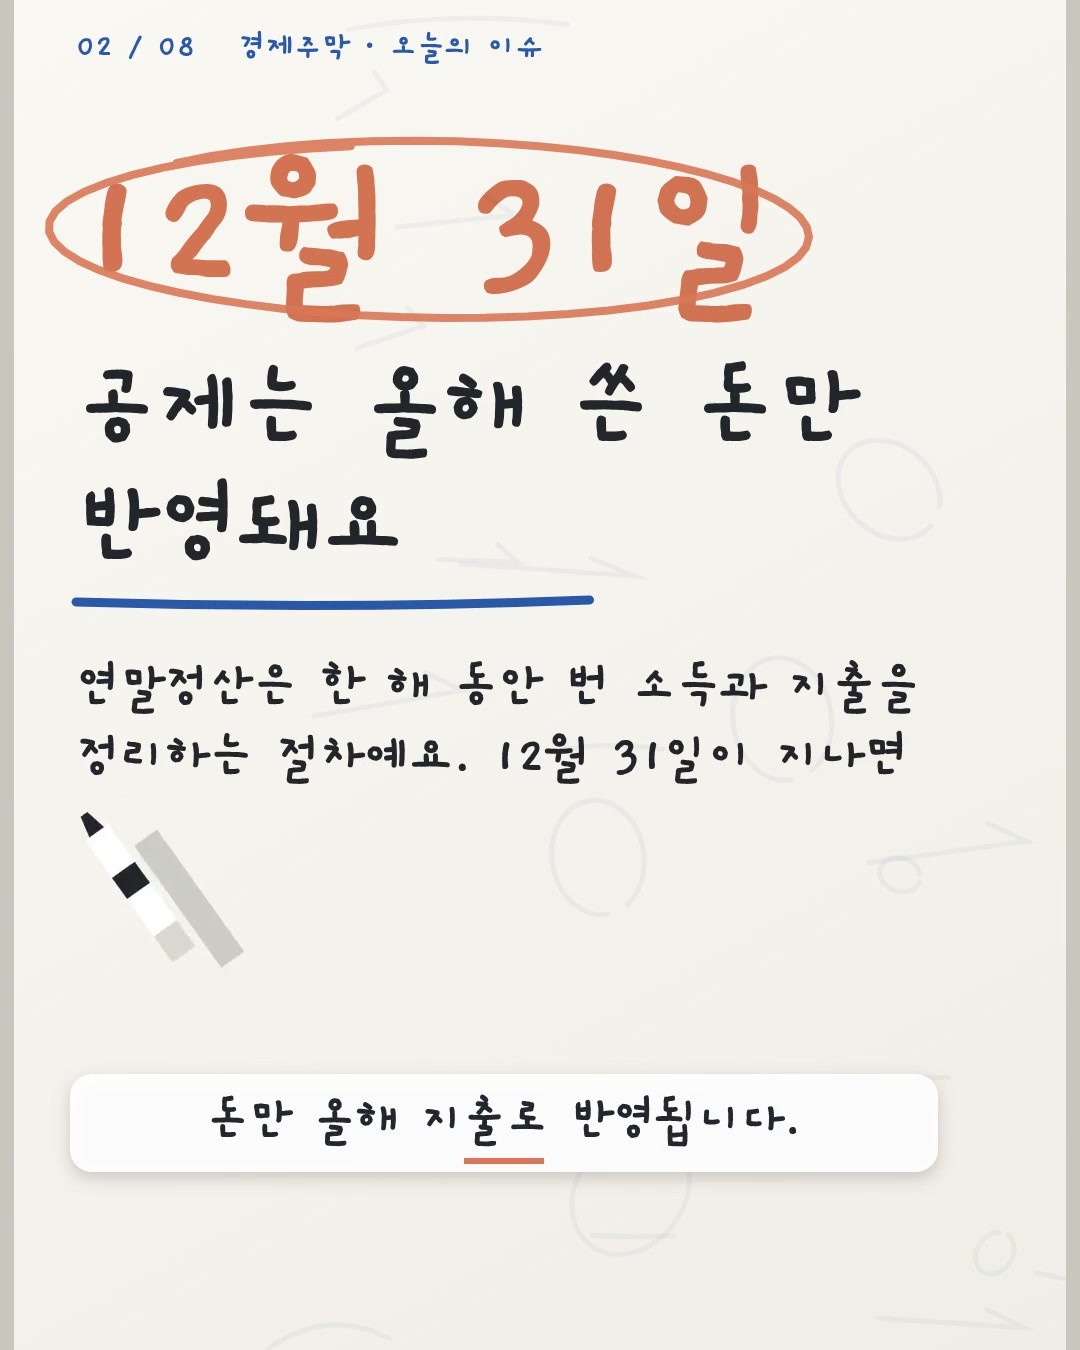 02 / 08 경제주막 · 오늘의 이슈
12월 31일
공제는 올해 쓴 돈만
반영돼요
연말정산은 한 해 동안 번 소득과 지출을
정리하는 절차예요. 12월 31일이 지나면
돈만 올해 지출로 반영됩니다.